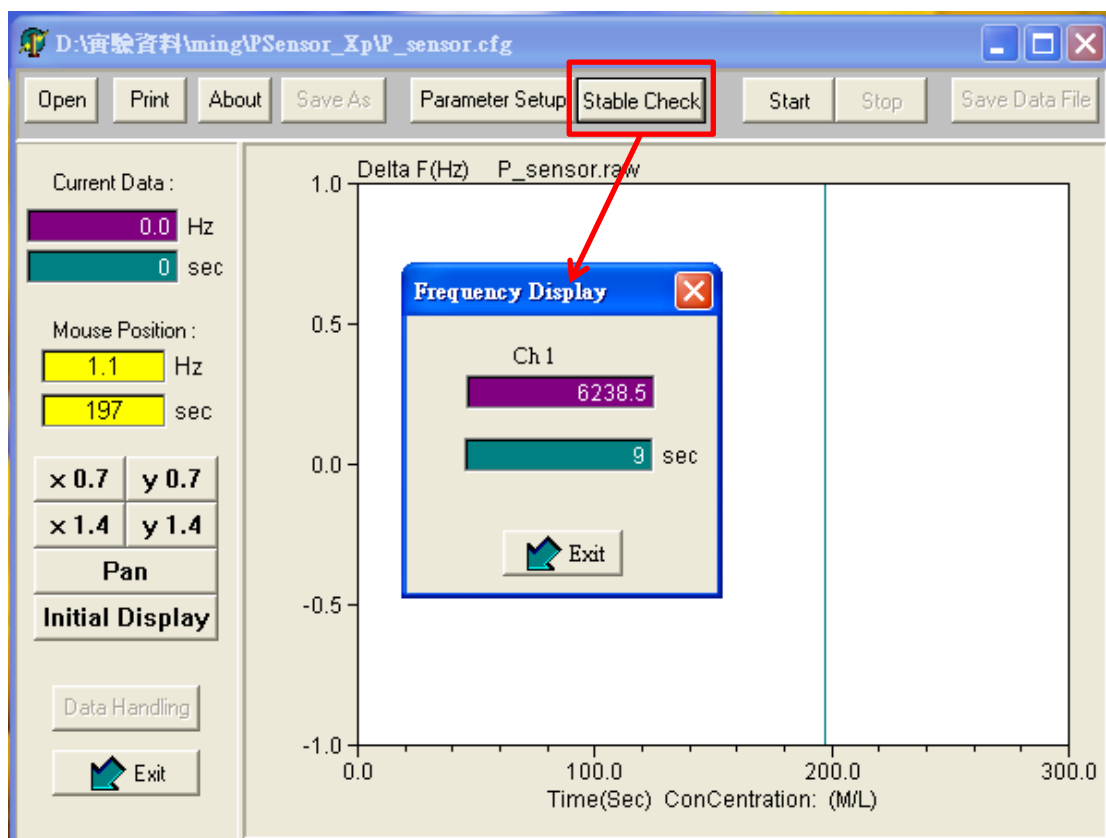 D:\實驗資料\ming\PSensor_Xp\P_sensor.cfg
Open Print About Save As Parameter Setup Stable Check Start Stop Save Data File
Current Data :
0.0 Hz
0 sec
Mouse Position :
1.1 Hz
197 sec
x 0.7 y 0.7
x 1.4 y 1.4
Pan
Initial Display
Data Handling
Exit
Delta F(Hz) P_sensor.raw
1.0
0.5
0.0
-0.5
-1.0
0.0 100.0 200.0 300.0
Time(Sec) ConCentration: (M/L)
Frequency Display
Ch 1
6238.5
9 sec
Exit